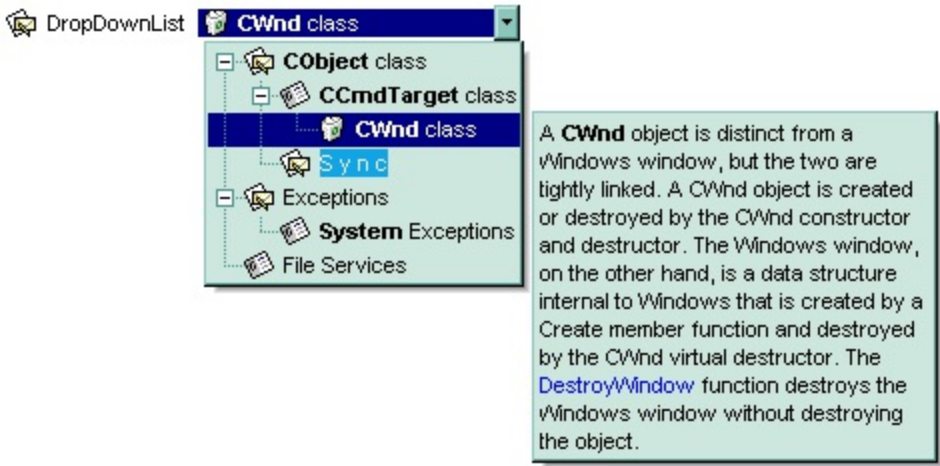 DropDownList CWnd class
CObject class
CCmdTarget class
CWnd class
Sync
Exceptions
System Exceptions
File Services
A CWnd object is distinct from a
Windows window, but the two are
tightly linked. A CWnd object is created
or destroyed by the CWnd constructor
and destructor. The Windows window,
on the other hand, is a data structure
internal to Windows that is created by a
Create member function and destroyed
by the CWnd virtual destructor. The
DestroyWindow function destroys the
Windows window without destroying
the object.